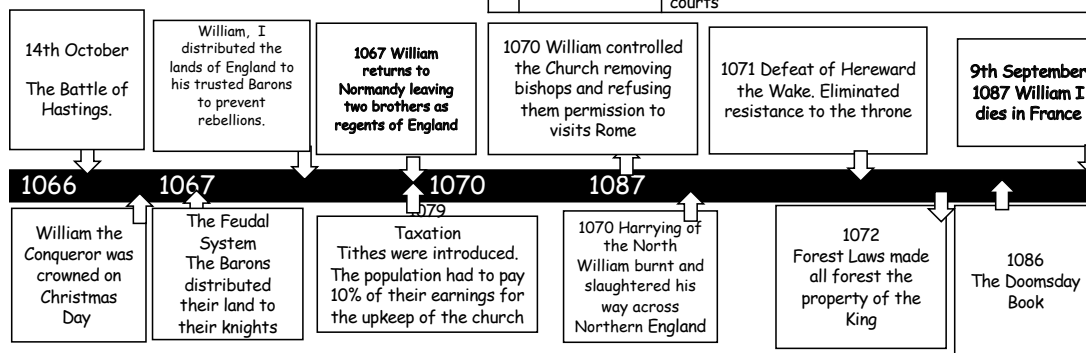 courts
14th October
The Battle of
Hastings.
William, I
distributed the
lands of England to
his trusted Barons
to prevent
rebellions.
1067 William
returns to
Normandy leaving
two brothers as
regents of England
1070 William controlled
the Church removing
bishops and refusing
them permission to
visits Rome
1071 Defeat of Hereward
the Wake. Eliminated
resistance to the throne
9th September
1087 William I
dies in France
1066 1067 1070 1087
William the
Conqueror was
crowned on
Christmas
Day
The Feudal
System
The Barons
distributed
their land to
their knights
1079
Taxation
Tithes were introduced.
The population had to pay
10% of their earnings for
the upkeep of the church
1070 Harrying of
the North
William burnt and
slaughtered his
way across
Northern England
1072
Forest Laws made
all forest the
property of the
King
1086
The Doomsday
Book